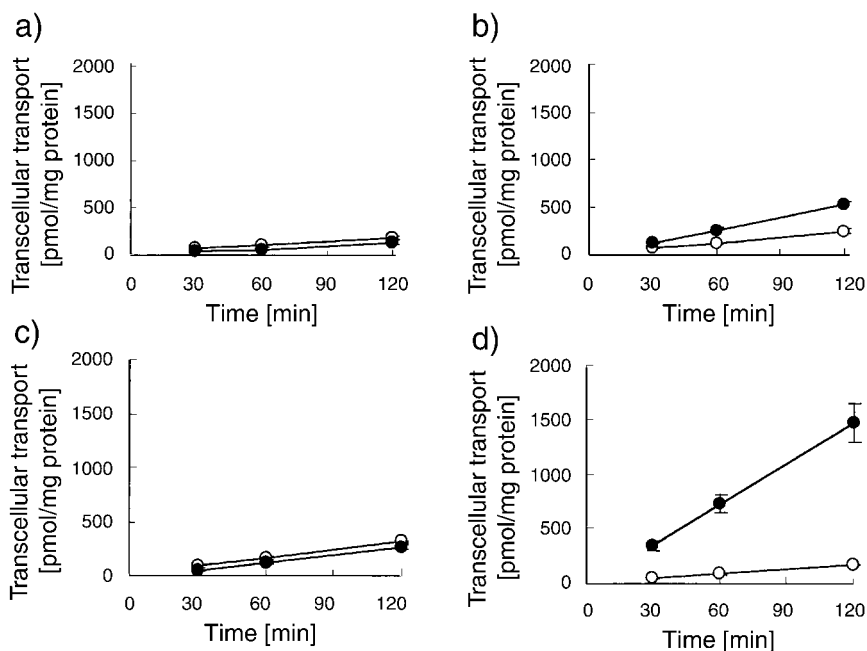 a)
Transcellular transport
[pmol/mg protein]
2000
1500
1000
500
0
0 30 60 90 120
Time [min]
b)
Transcellular transport
[pmol/mg protein]
2000
1500
1000
500
0
0 30 60 90 120
Time [min]
c)
Transcellular transport
[pmol/mg protein]
2000
1500
1000
500
0
0 30 60 90 120
Time [min]
d)
Transcellular transport
[pmol/mg protein]
2000
1500
1000
500
0
0 30 60 90 120
Time [min]